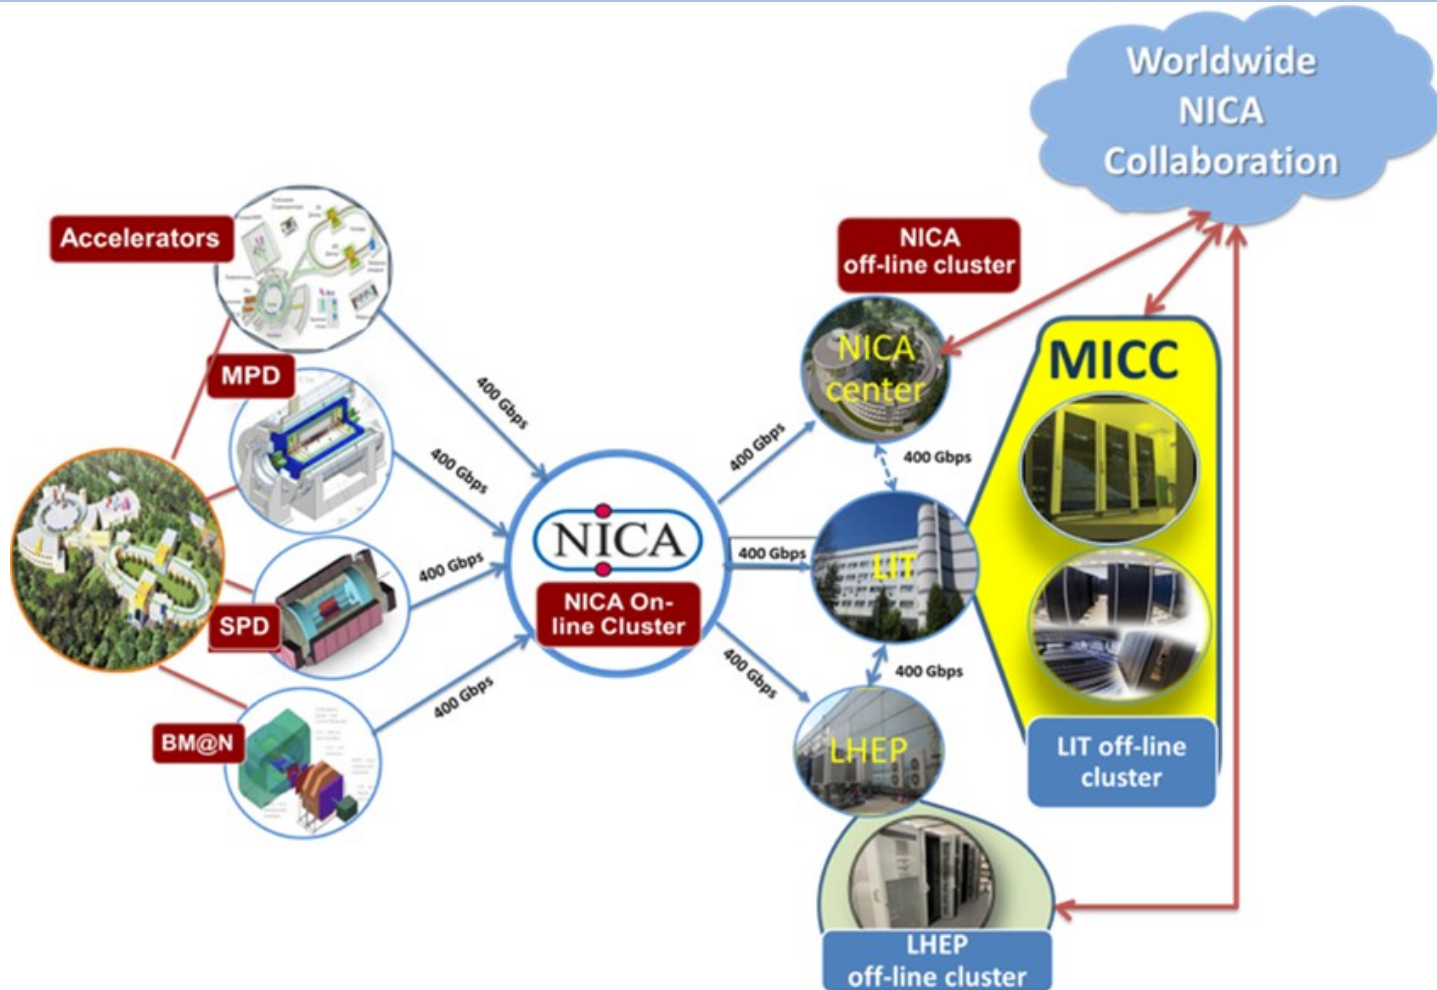 Worldwide
NICA
Collaboration
Accelerators
NICA
off-line cluster
MPD
400 Gbps
NICA
center
MICC
400 Gbps
400 Gbps
400 Gbps
NICA
400 Gbps
LIT
400 Gbps
NICA On-
line Cluster
SPD
400 Gbps
400 Gbps
400 Gbps
BM@N
LHEP
LIT off-line
cluster
LHEP
off-line cluster